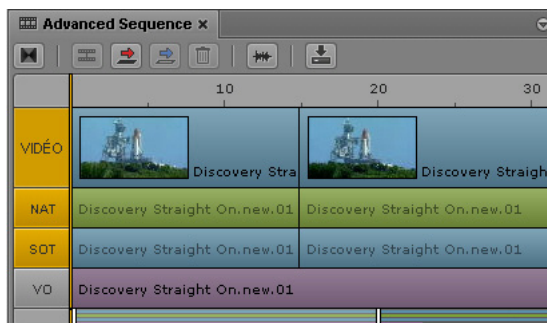 Advanced Sequence ×
10 20 30
VIDÉO Discovery Stra Discovery Straigh
NAT Discovery Straight On.new.01 Discovery Straight On.new.01
SOT Discovery Straight On.new.01 Discovery Straight On.new.01
VO Discovery Straight On.new.01